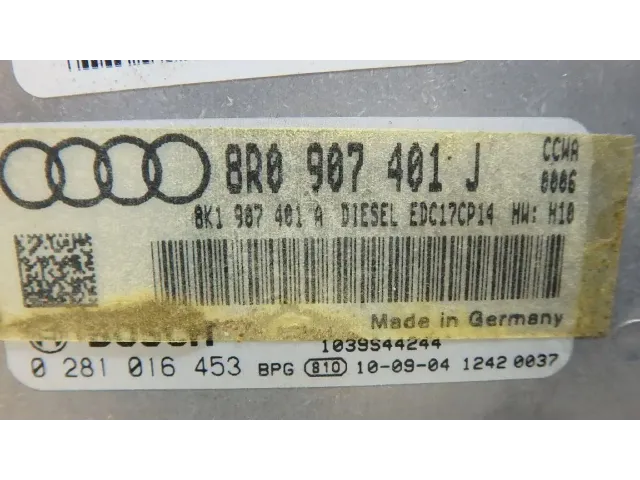 8R0 907 401 J CCWA
0006
8K1 907 401 A DIESEL EDC17CP14 HW: H10
Made in Germany
BOSCH 1039S44244
0 281 016 453 BPG 810 10-09-04 1242 0037